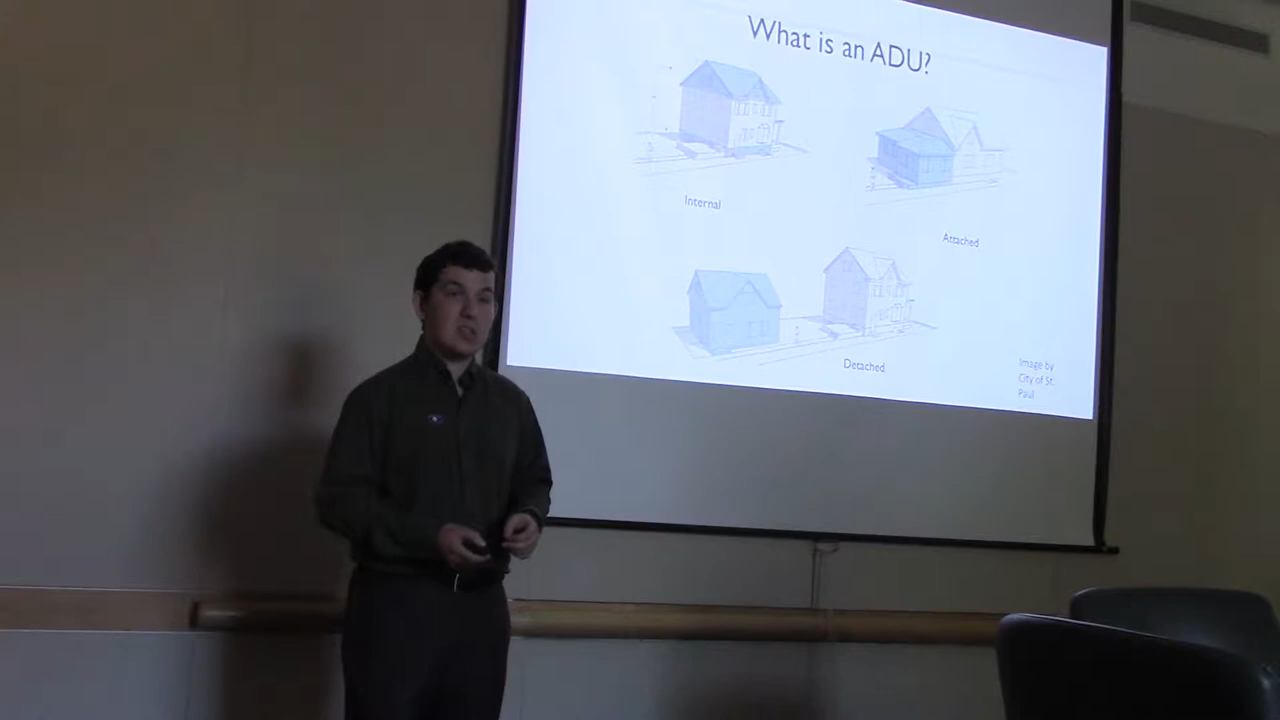 What is an ADU?
Internal
Attached
Detached
Image by
City of St.
Paul